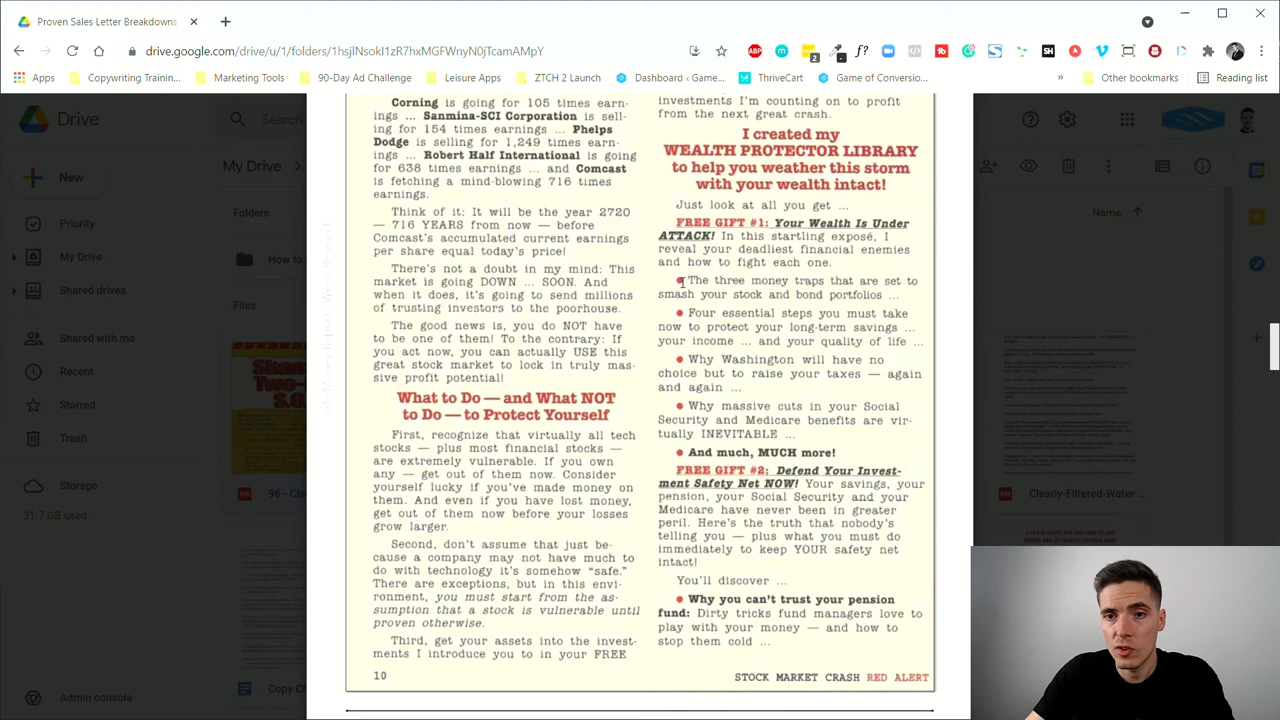 Proven Sales Letter Breakdowns
drive.google.com/drive/u/1/folders/1hsjlNsokI1zR7hxMGFWnyN0jTcamAMpY
Apps
Copywriting Trainin...
Marketing Tools
90-Day Ad Challenge
Leisure Apps
ZTCH 2 Launch
Dashboard ‹ Game...
ThriveCart
Game of Conversio...
»
Other bookmarks
Reading list
Drive
Search
New
Priority
My Drive
Shared drives
Shared with me
Recent
Starred
Trash
Storage
31.7 GB used
Admin console
My Drive
Folders
How to
Files
96 - Cla
Copy Ch
Corning is going for 105 times earn-
ings ... Sanmina-SCI Corporation is sell-
ing for 154 times earnings ... Phelps
Dodge is selling for 1,249 times earn-
ings ... Robert Half International is going
for 638 times earnings ... and Comcast
is fetching a mind-blowing 716 times
earnings.
Think of it: It will be the year 2720
— 716 YEARS from now — before
Comcast's accumulated current earnings
per share equal today's price!
There's not a doubt in my mind: This
market is going DOWN ... SOON. And
when it does, it's going to send millions
of trusting investors to the poorhouse.
The good news is, you do NOT have
to be one of them! To the contrary: If
you act now, you can actually USE this
great stock market to lock in truly mas-
sive profit potential!
What to Do — and What NOT
to Do — to Protect Yourself
First, recognize that virtually all tech
stocks — plus most financial stocks —
are extremely vulnerable. If you own
any — get out of them now. Consider
yourself lucky if you've made money on
them. And even if you have lost money,
get out of them now before your losses
grow larger.
Second, don't assume that just be-
cause a company may not have much to
do with technology it's somehow “safe.”
There are exceptions, but in this envi-
ronment, you must start from the as-
sumption that a stock is vulnerable until
proven otherwise.
Third, get your assets into the invest-
ments I introduce you to in your FREE
10
investments I'm counting on to profit
from the next great crash.
I created my
WEALTH PROTECTOR LIBRARY
to help you weather this storm
with your wealth intact!
Just look at all you get ...
FREE GIFT #1: Your Wealth Is Under
ATTACK! In this startling exposé, I
reveal your deadliest financial enemies
and how to fight each one.
● The three money traps that are set to
smash your stock and bond portfolios ...
● Four essential steps you must take
now to protect your long-term savings ...
your income ... and your quality of life ...
● Why Washington will have no
choice but to raise your taxes — again
and again ...
● Why massive cuts in your Social
Security and Medicare benefits are vir-
tually INEVITABLE ...
● And much, MUCH more!
FREE GIFT #2: Defend Your Invest-
ment Safety Net NOW! Your savings, your
pension, your Social Security and your
Medicare have never been in greater
peril. Here's the truth that nobody's
telling you — plus what you must do
immediately to keep YOUR safety net
intact!
You'll discover ...
● Why you can't trust your pension
fund: Dirty tricks fund managers love to
play with your money — and how to
stop them cold ...
STOCK MARKET CRASH RED ALERT
Name
Clearly-Filtered-Water-...